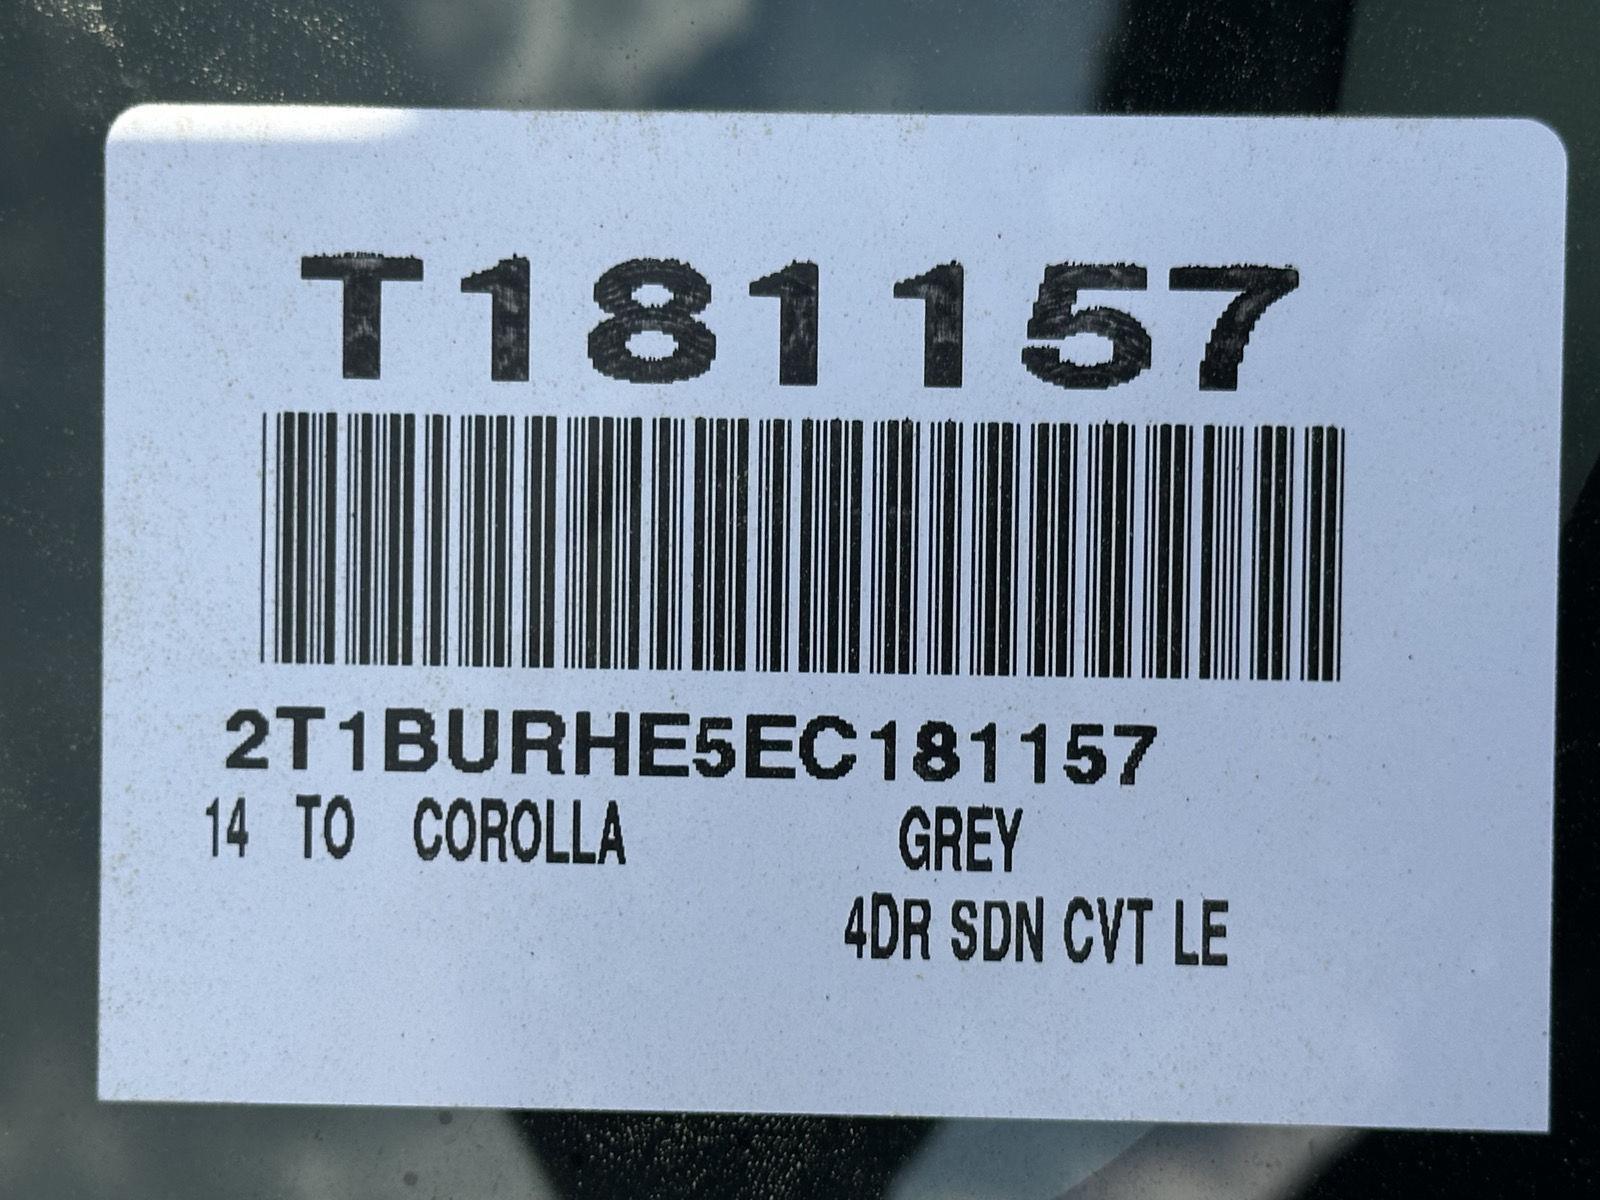 T181157
2T1BURHE5EC181157
14 TO COROLLA GREY
4DR SDN CVT LE